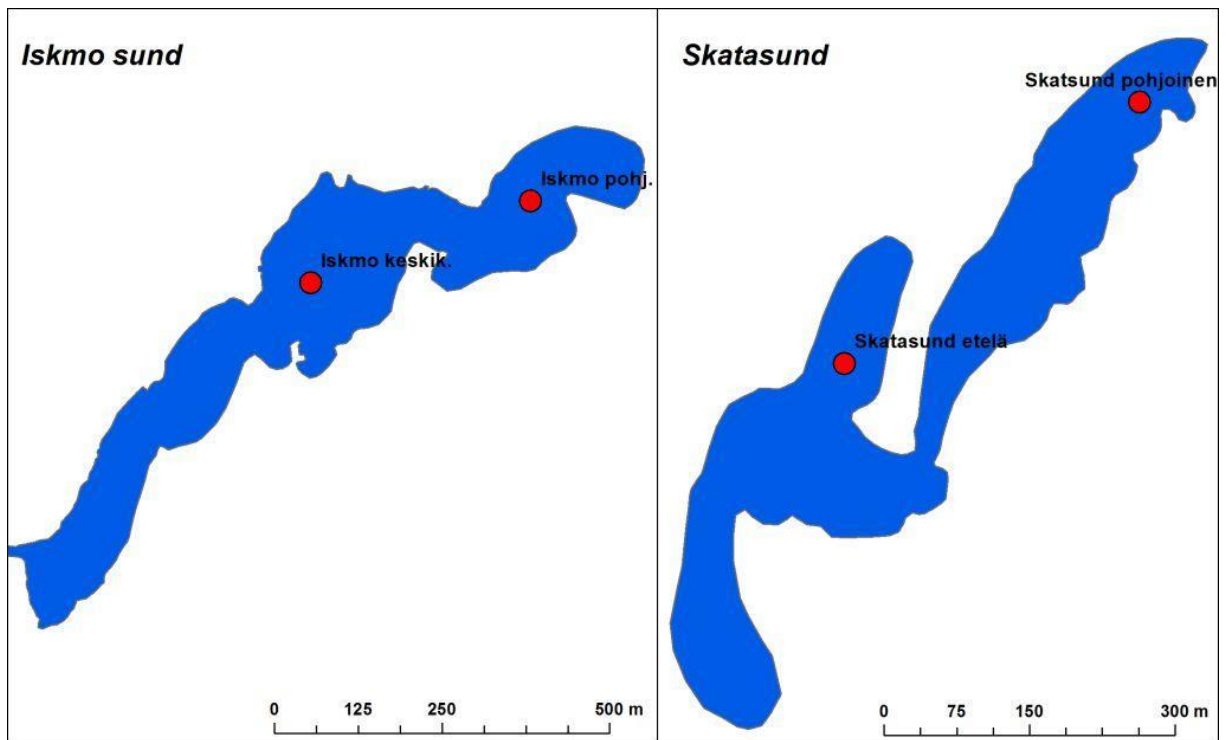 Iskmo sund
Iskmo pohj.
Iskmo keskik.
0 125 250 500 m
Skatasund
Skatsund pohjoinen
Skatasund etelä
0 75 150 300 m